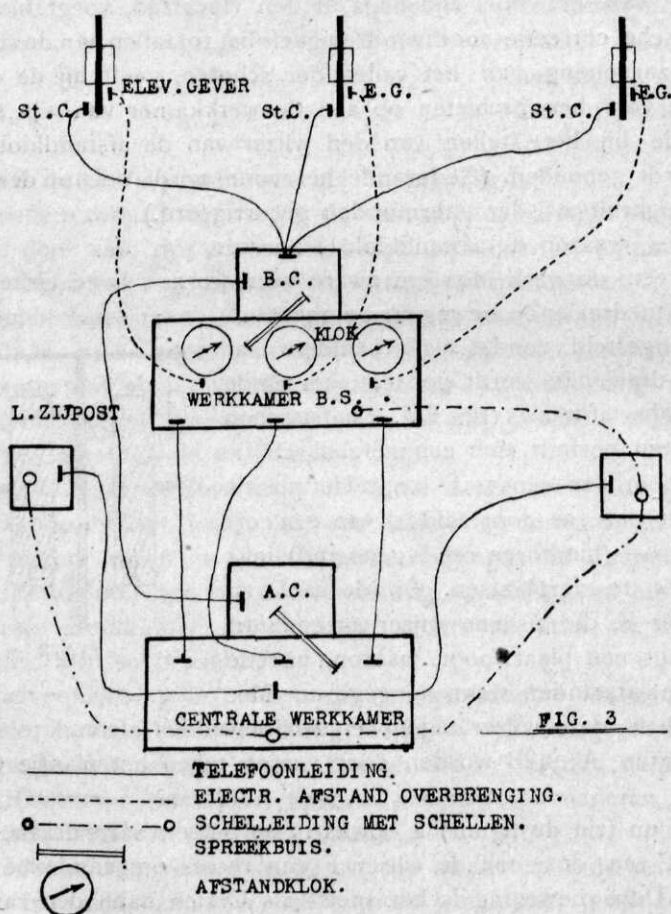 ELEV.GEVER
E.G.
E.G.
St.C.
St.C.
St.C.
B.C.
KLOK
WERKKAMER B.S.
L.ZIJPOST
A.C.
CENTRALE WERKKAMER
FIG. 3
TELEFOONLEIDING.
ELECTR. AFSTAND OVERBRENGING.
SCHELLEIDING MET SCHELLEN.
SPREEKBUIS.
AFSTANDKLOK.